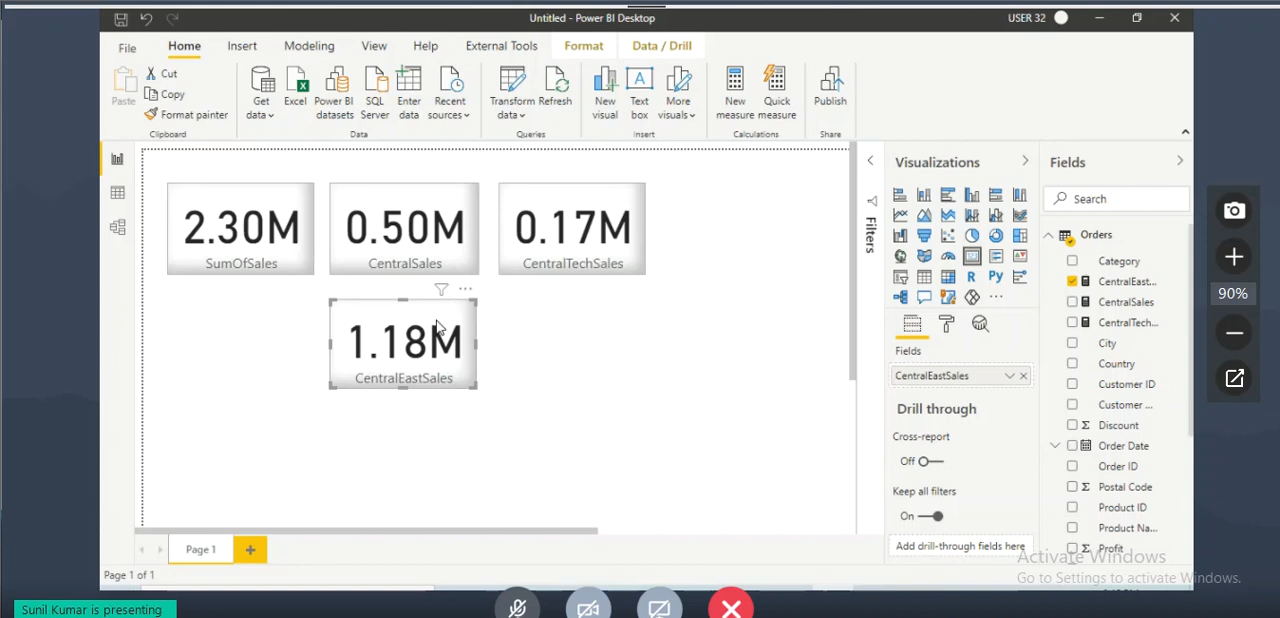 Untitled - Power BI Desktop
USER 32
File
Home
Insert
Modeling
View
Help
External Tools
Format
Data / Drill
Paste
Cut
Copy
Format painter
Clipboard
Get data
Excel
Power BI datasets
SQL Server
Enter data
Recent sources
Data
Transform data
Refresh
Queries
New visual
Text box
More visuals
Insert
New measure
Quick measure
Calculations
Publish
Share
2.30M
SumOfSales
0.50M
CentralSales
0.17M
CentralTechSales
1.18M
CentralEastSales
Filters
Visualizations
R
Py
Fields
CentralEastSales
Drill through
Cross-report
Off
Keep all filters
On
Add drill-through fields here
Fields
Search
Orders
Category
CentralEast...
CentralSales
CentralTech...
City
Country
Customer ID
Customer ...
Discount
Order Date
Order ID
Postal Code
Product ID
Product Na...
Profit
Activate Windows
Go to Settings to activate Windows.
90%
Page 1
Page 1 of 1
Sunil Kumar is presenting